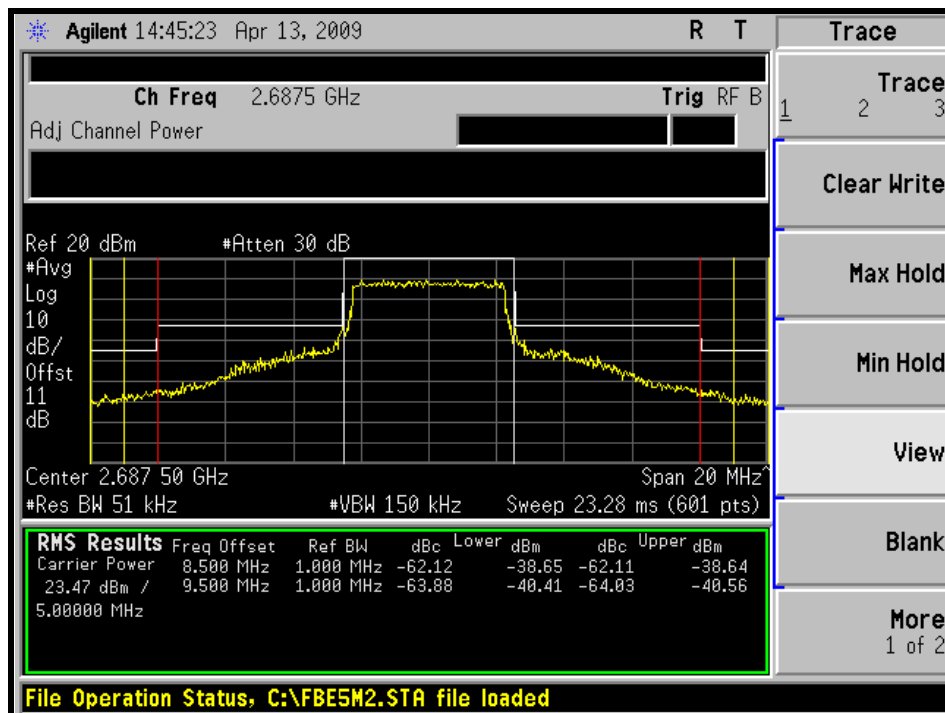 Agilent 14:45:23 Apr 13, 2009 R T
Trace
Ch Freq 2.6875 GHz Trig RF B
Adj Channel Power
Trace
1 2 3
Clear Write
Max Hold
Min Hold
View
Blank
More
1 of 2
Ref 20 dBm #Atten 30 dB
#Avg
Log
10
dB/
Offst
11
dB
Center 2.687 50 GHz Span 20 MHz^
#Res BW 51 kHz #VBW 150 kHz Sweep 23.28 ms (601 pts)
RMS Results Freq Offset Ref BW dBc Lower dBm dBc Upper dBm
Carrier Power 8.500 MHz 1.000 MHz -62.12 -38.65 -62.11 -38.64
23.47 dBm / 9.500 MHz 1.000 MHz -63.88 -40.41 -64.03 -40.56
5.00000 MHz
File Operation Status, C:\FBE5M2.STA file loaded